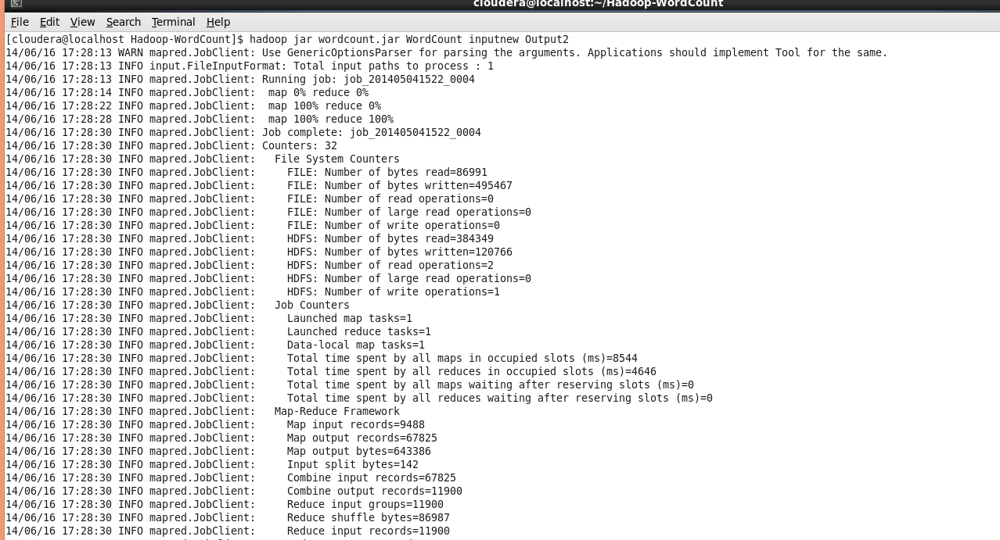 cloudera@localhost:~/Hadoop-WordCount
File Edit View Search Terminal Help
[cloudera@localhost Hadoop-WordCount]$ hadoop jar wordcount.jar WordCount inputnew Output2
14/06/16 17:28:13 WARN mapred.JobClient: Use GenericOptionsParser for parsing the arguments. Applications should implement Tool for the same.
14/06/16 17:28:13 INFO input.FileInputFormat: Total input paths to process : 1
14/06/16 17:28:13 INFO mapred.JobClient: Running job: job_201405041522_0004
14/06/16 17:28:14 INFO mapred.JobClient:  map 0% reduce 0%
14/06/16 17:28:22 INFO mapred.JobClient:  map 100% reduce 0%
14/06/16 17:28:28 INFO mapred.JobClient:  map 100% reduce 100%
14/06/16 17:28:30 INFO mapred.JobClient: Job complete: job_201405041522_0004
14/06/16 17:28:30 INFO mapred.JobClient: Counters: 32
14/06/16 17:28:30 INFO mapred.JobClient:   File System Counters
14/06/16 17:28:30 INFO mapred.JobClient:     FILE: Number of bytes read=86991
14/06/16 17:28:30 INFO mapred.JobClient:     FILE: Number of bytes written=495467
14/06/16 17:28:30 INFO mapred.JobClient:     FILE: Number of read operations=0
14/06/16 17:28:30 INFO mapred.JobClient:     FILE: Number of large read operations=0
14/06/16 17:28:30 INFO mapred.JobClient:     FILE: Number of write operations=0
14/06/16 17:28:30 INFO mapred.JobClient:     HDFS: Number of bytes read=384349
14/06/16 17:28:30 INFO mapred.JobClient:     HDFS: Number of bytes written=120766
14/06/16 17:28:30 INFO mapred.JobClient:     HDFS: Number of read operations=2
14/06/16 17:28:30 INFO mapred.JobClient:     HDFS: Number of large read operations=0
14/06/16 17:28:30 INFO mapred.JobClient:     HDFS: Number of write operations=1
14/06/16 17:28:30 INFO mapred.JobClient:   Job Counters
14/06/16 17:28:30 INFO mapred.JobClient:     Launched map tasks=1
14/06/16 17:28:30 INFO mapred.JobClient:     Launched reduce tasks=1
14/06/16 17:28:30 INFO mapred.JobClient:     Data-local map tasks=1
14/06/16 17:28:30 INFO mapred.JobClient:     Total time spent by all maps in occupied slots (ms)=8544
14/06/16 17:28:30 INFO mapred.JobClient:     Total time spent by all reduces in occupied slots (ms)=4646
14/06/16 17:28:30 INFO mapred.JobClient:     Total time spent by all maps waiting after reserving slots (ms)=0
14/06/16 17:28:30 INFO mapred.JobClient:     Total time spent by all reduces waiting after reserving slots (ms)=0
14/06/16 17:28:30 INFO mapred.JobClient:   Map-Reduce Framework
14/06/16 17:28:30 INFO mapred.JobClient:     Map input records=9488
14/06/16 17:28:30 INFO mapred.JobClient:     Map output records=67825
14/06/16 17:28:30 INFO mapred.JobClient:     Map output bytes=643386
14/06/16 17:28:30 INFO mapred.JobClient:     Input split bytes=142
14/06/16 17:28:30 INFO mapred.JobClient:     Combine input records=67825
14/06/16 17:28:30 INFO mapred.JobClient:     Combine output records=11900
14/06/16 17:28:30 INFO mapred.JobClient:     Reduce input groups=11900
14/06/16 17:28:30 INFO mapred.JobClient:     Reduce shuffle bytes=86987
14/06/16 17:28:30 INFO mapred.JobClient:     Reduce input records=11900